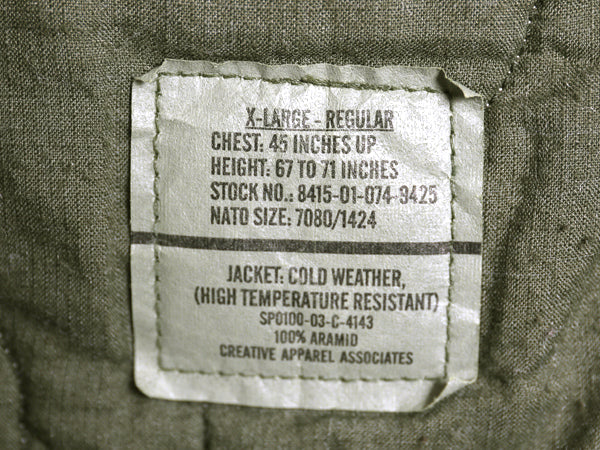 X-LARGE - REGULAR
CHEST: 45 INCHES UP
HEIGHT: 67 TO 71 INCHES
STOCK NO.: 8415-01-074-9425
NATO SIZE: 7080/1424
JACKET: COLD WEATHER,
(HIGH TEMPERATURE RESISTANT)
SPO100-03-C-4143
100% ARAMID
CREATIVE APPAREL ASSOCIATES